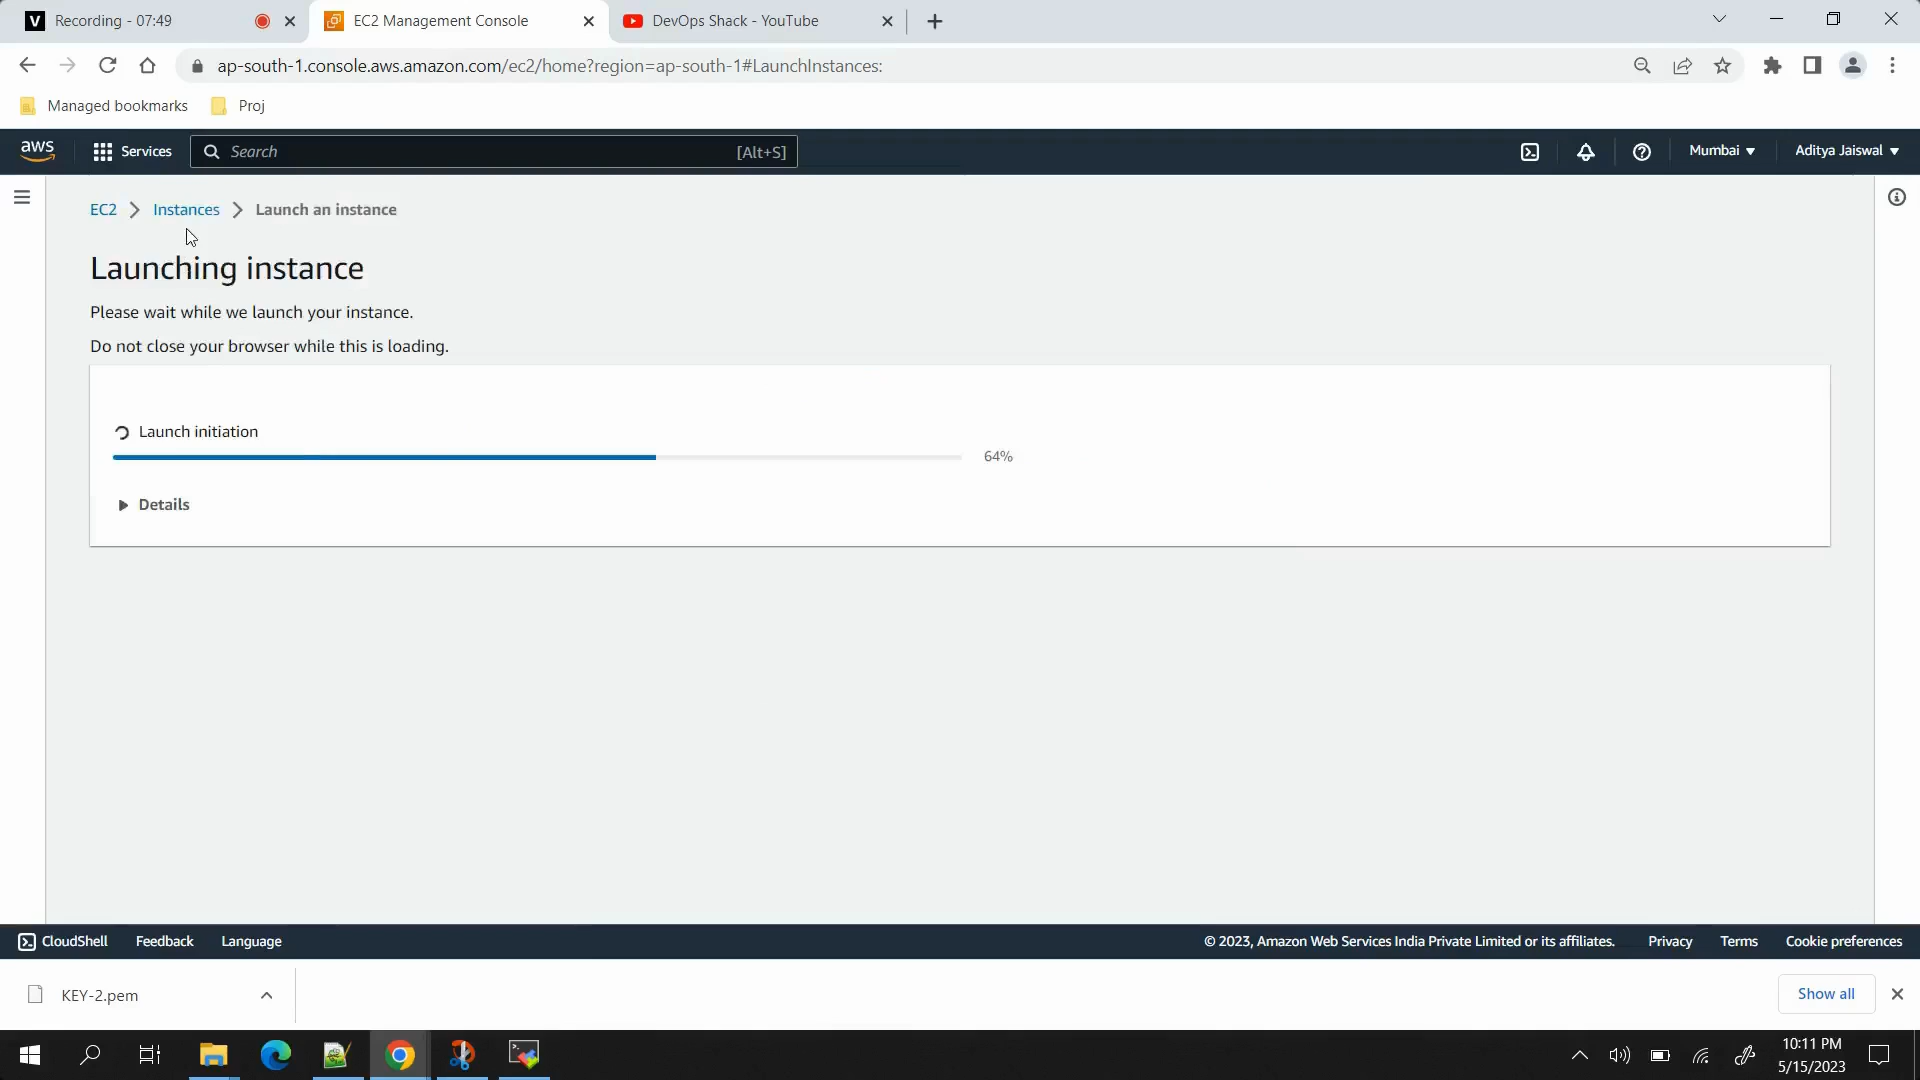 V Recording - 07:49
EC2 Management Console
DevOps Shack - YouTube
ap-south-1.console.aws.amazon.com/ec2/home?region=ap-south-1#LaunchInstances:
Managed bookmarks
Proj
aws
Services
Search
[Alt+S]
Mumbai
Aditya Jaiswal
EC2
Instances
Launch an instance
Launching instance
Please wait while we launch your instance.
Do not close your browser while this is loading.
Launch initiation
64%
Details
CloudShell
Feedback
Language
© 2023, Amazon Web Services India Private Limited or its affiliates.
Privacy
Terms
Cookie preferences
KEY-2.pem
Show all
10:11 PM
5/15/2023